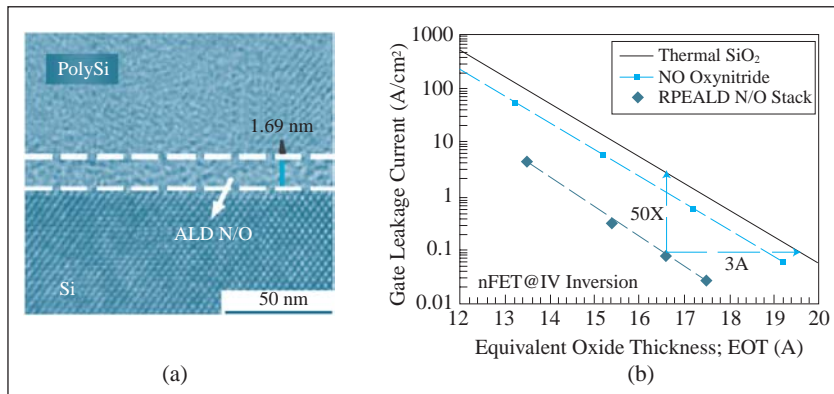 PolySi
1.69 nm
ALD N/O
Si
50 nm
(a)
Gate Leakage Current (A/cm²)
1000
100
10
1
0.1
0.01
Thermal SiO₂
NO Oxynitride
RPEALD N/O Stack
50X
3A
nFET@IV Inversion
12 13 14 15 16 17 18 19 20
Equivalent Oxide Thickness; EOT (A)
(b)